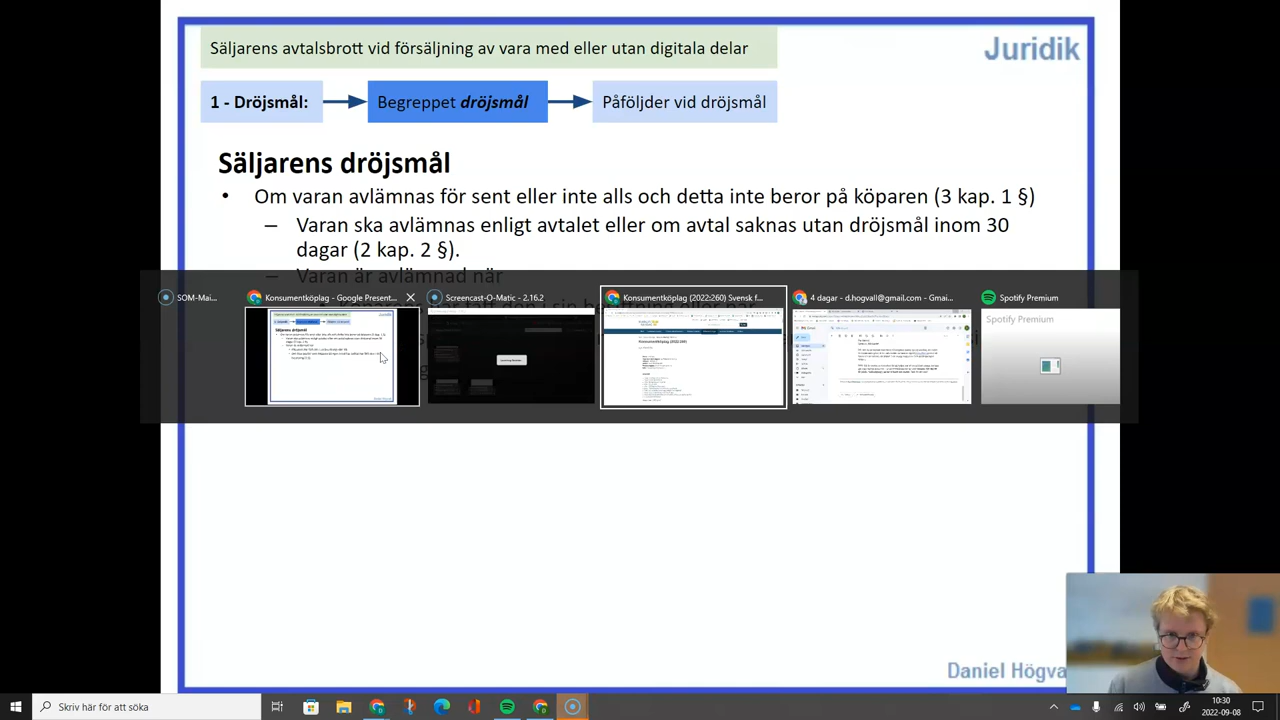 Säljarens avtalsbrott vid försäljning av vara med eller utan digitala delar
Juridik
1 - Dröjsmål:
Begreppet dröjsmål
Påföljder vid dröjsmål
Säljarens dröjsmål
• Om varan avlämnas för sent eller inte alls och detta inte beror på köparen (3 kap. 1 §)
– Varan ska avlämnas enligt avtalet eller om avtal saknas utan dröjsmål inom 30
dagar (2 kap. 2 §).
– Varan är avlämnad när
SOM-Mai...
Konsumentköplag - Google Present...
Screencast-O-Matic - 2.16.2
Konsumentköplag (2022:260) Svensk f...
4 dagar - d.hogvall@gmail.com - Gmai...
Spotify Premium
Spotify Premium
Daniel Högva
Skriv här för att söka
10:30
2022-09-08